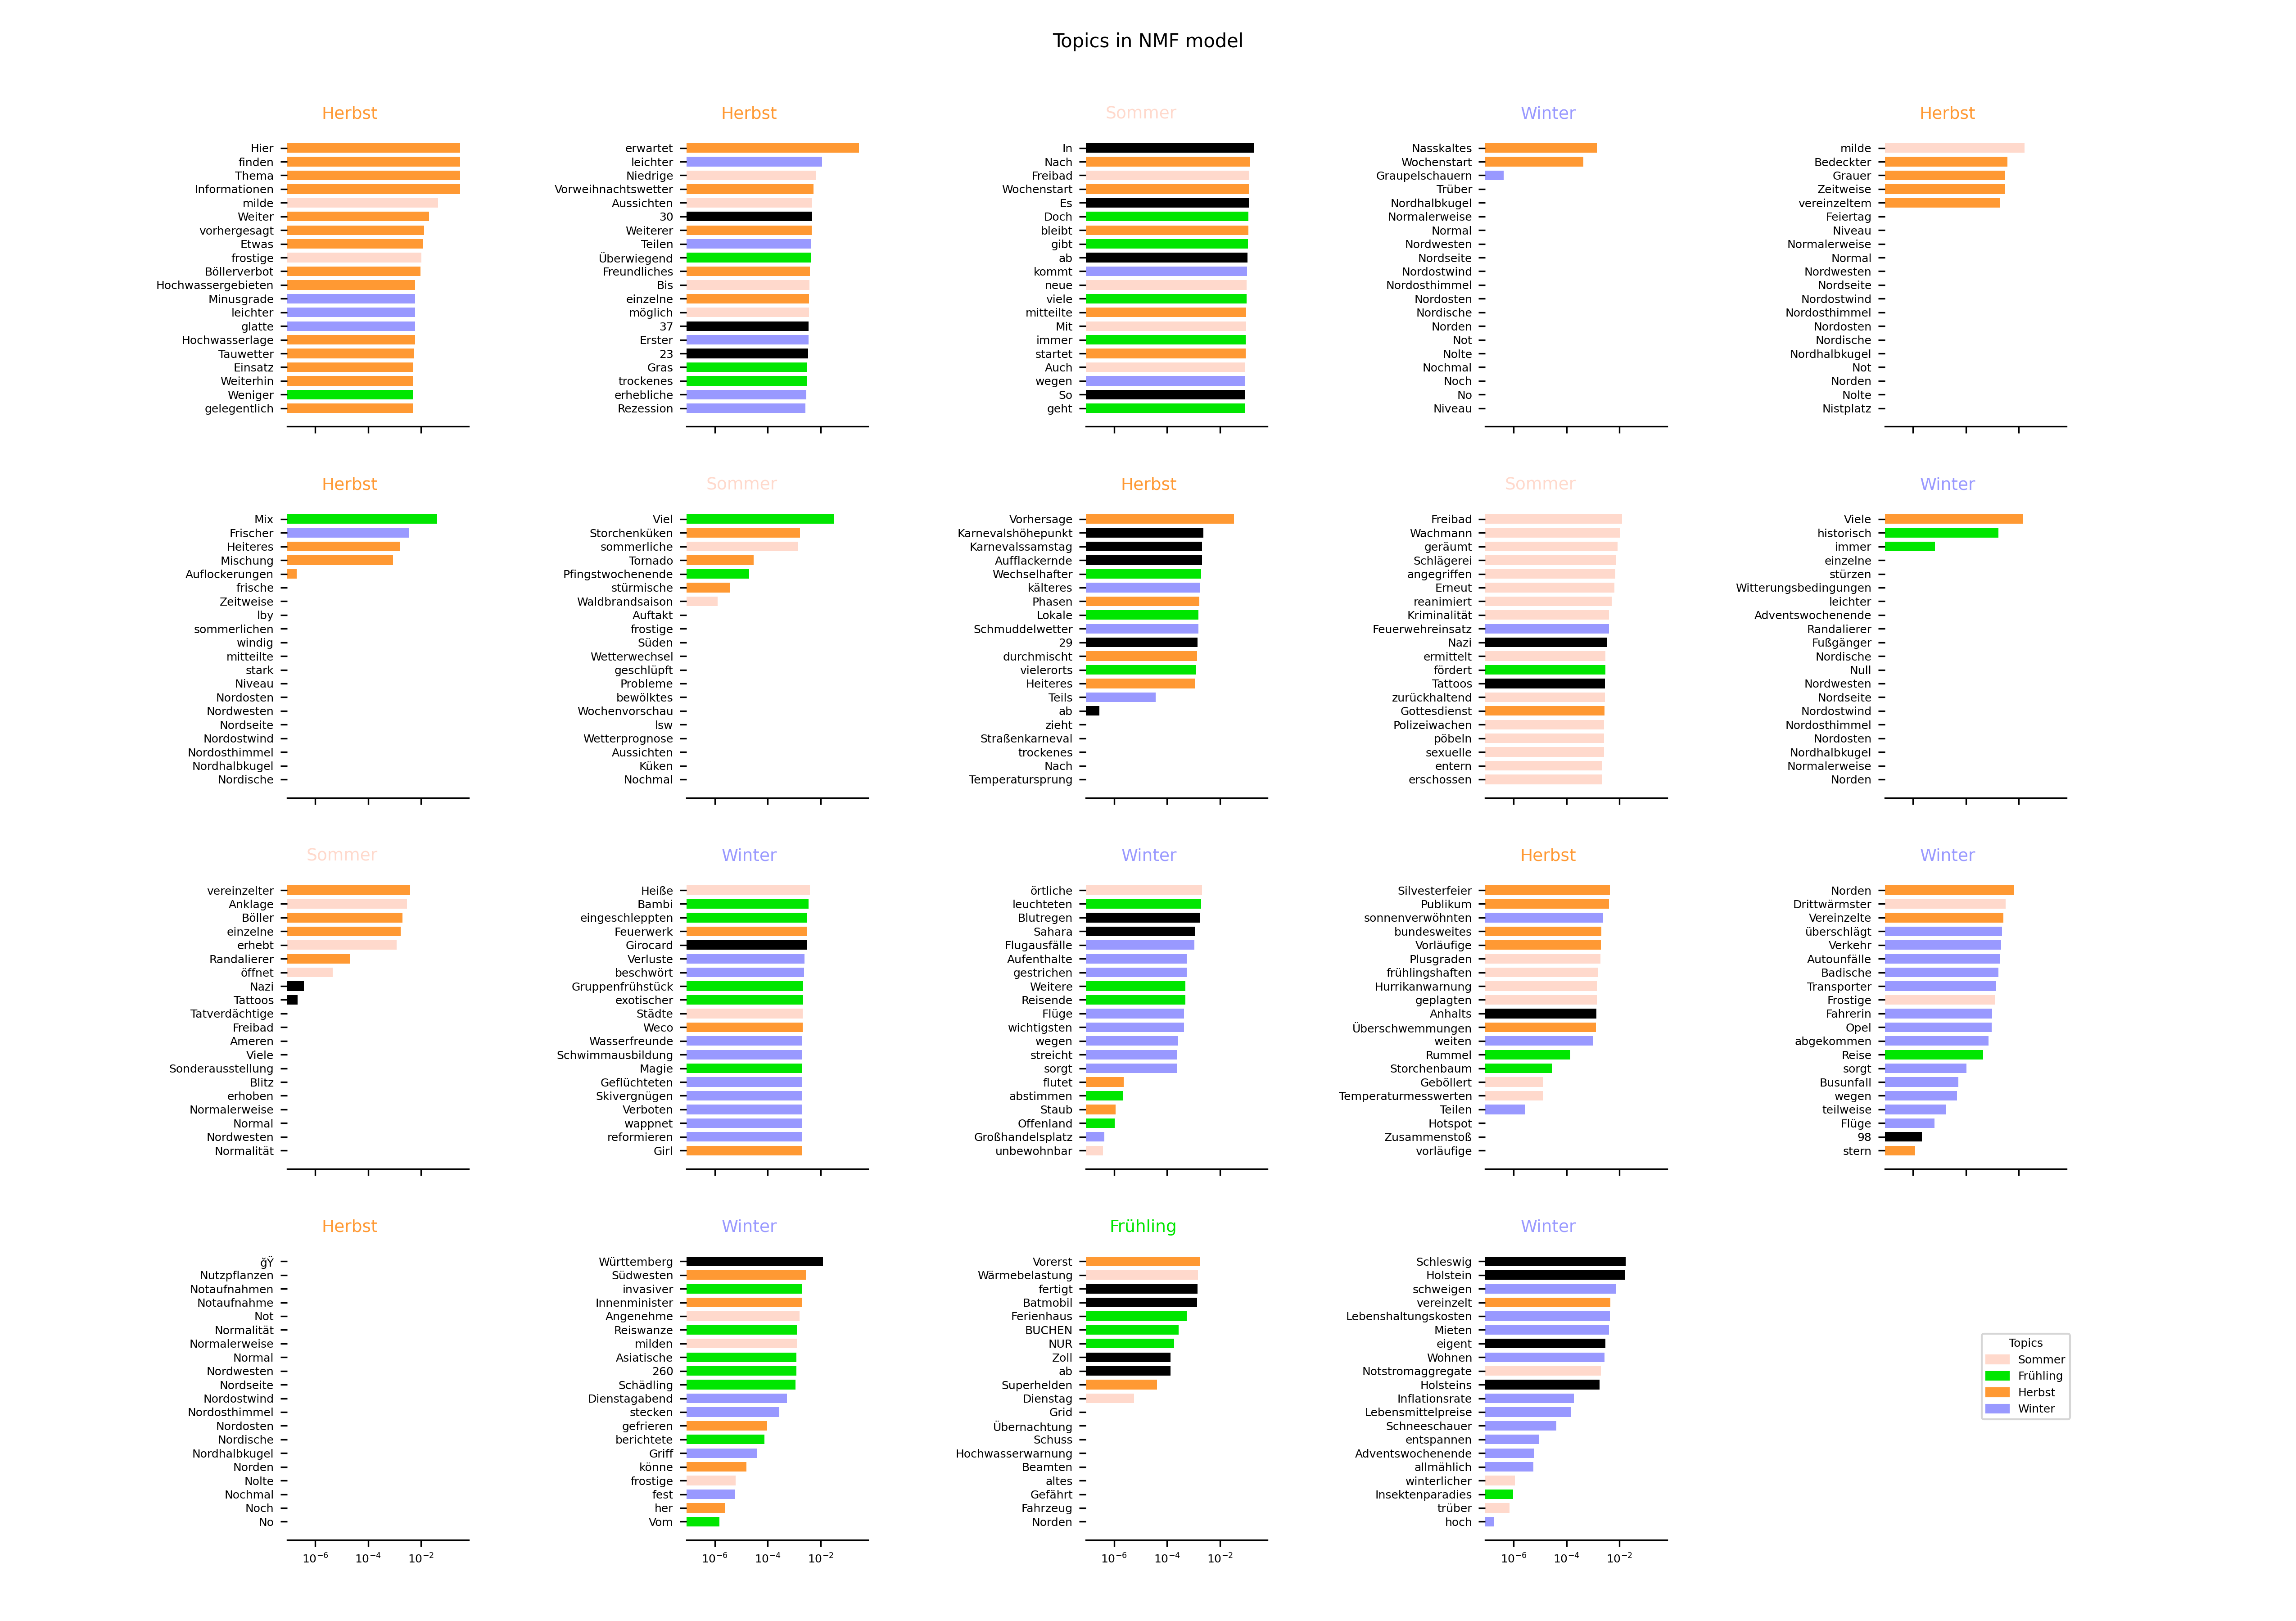 Topics in NMF model
Herbst
Hier
finden
Thema
Informationen
milde
Weiter
vorhergesagt
Etwas
frostige
Böllerverbot
Hochwassergebieten
Minusgrade
leichter
glatte
Hochwasserlage
Tauwetter
Einsatz
Weiterhin
Weniger
gelegentlich
Herbst
erwartet
leichter
Niedrige
Vorweihnachtswetter
Aussichten
30
Weiterer
Teilen
Überwiegend
Freundliches
Bis
einzelne
möglich
37
Erster
23
Gras
trockenes
erhebliche
Rezession
Sommer
In
Nach
Freibad
Wochenstart
Es
Doch
bleibt
gibt
ab
kommt
neue
viele
mitteilte
Mit
immer
startet
Auch
wegen
So
geht
Winter
Nasskaltes
Wochenstart
Graupelschauern
Trüber
Nordhalbkugel
Normalerweise
Normal
Nordwesten
Nordseite
Nordostwind
Nordosthimmel
Nordosten
Nordische
Norden
Not
Nolte
Nochmal
Noch
No
Niveau
Herbst
milde
Bedeckter
Grauer
Zeitweise
vereinzeltem
Feiertag
Niveau
Normalerweise
Normal
Nordwesten
Nordseite
Nordostwind
Nordosthimmel
Nordosten
Nordische
Nordhalbkugel
Not
Norden
Nolte
Nistplatz
Herbst
Mix
Frischer
Heiteres
Mischung
Auflockerungen
frische
Zeitweise
lby
sommerlichen
windig
mitteilte
stark
Niveau
Nordosten
Nordwesten
Nordseite
Nordostwind
Nordosthimmel
Nordhalbkugel
Nordische
Sommer
Viel
Storchenküken
sommerliche
Tornado
Pfingstwochenende
stürmische
Waldbrandsaison
Auftakt
frostige
Süden
Wetterwechsel
geschlüpft
Probleme
bewölktes
Wochenvorschau
lsw
Wetterprognose
Aussichten
Küken
Nochmal
Herbst
Vorhersage
Karnevalshöhepunkt
Karnevalssamstag
Aufflackernde
Wechselhafter
kälteres
Phasen
Lokale
Schmuddelwetter
29
durchmischt
vielerorts
Heiteres
Teils
ab
zieht
Straßenkarneval
trockenes
Nach
Temperatursprung
Sommer
Freibad
Wachmann
geräumt
Schlägerei
angegriffen
Erneut
reanimiert
Kriminalität
Feuerwehreinsatz
Nazi
ermittelt
fördert
Tattoos
zurückhaltend
Gottesdienst
Polizeiwachen
pöbeln
sexuelle
entern
erschossen
Winter
Viele
historisch
immer
einzelne
stürzen
Witterungsbedingungen
leichter
Adventswochenende
Randalierer
Fußgänger
Nordische
Null
Nordwesten
Nordseite
Nordostwind
Nordosthimmel
Nordosten
Nordhalbkugel
Normalerweise
Norden
Sommer
vereinzelter
Anklage
Böller
einzelne
erhebt
Randalierer
öffnet
Nazi
Tattoos
Tatverdächtige
Freibad
Ameren
Viele
Sonderausstellung
Blitz
erhoben
Normalerweise
Normal
Nordwesten
Normalität
Winter
Heiße
Bambi
eingeschleppten
Feuerwerk
Girocard
Verluste
beschwört
Gruppenfrühstück
exotischer
Städte
Weco
Wasserfreunde
Schwimmausbildung
Magie
Geflüchteten
Skivergnügen
Verboten
wappnet
reformieren
Girl
Winter
örtliche
leuchteten
Blutregen
Sahara
Flugausfälle
Aufenthalte
gestrichen
Weitere
Reisende
Flüge
wichtigsten
wegen
streicht
sorgt
flutet
abstimmen
Staub
Offenland
Großhandelsplatz
unbewohnbar
Herbst
Silvesterfeier
Publikum
sonnenverwöhnten
bundesweites
Vorläufige
Plusgraden
frühlingshaften
Hurrikanwarnung
geplagten
Anhalts
Überschwemmungen
weiten
Rummel
Storchenbaum
Geböllert
Temperaturmesswerten
Teilen
Hotspot
Zusammenstoß
vorläufige
Winter
Norden
Drittwärmster
Vereinzelte
überschlägt
Verkehr
Autounfälle
Badische
Transporter
Frostige
Fahrerin
Opel
abgekommen
Reise
sorgt
Busunfall
wegen
teilweise
Flüge
98
stern
Herbst
ğŸ
Nutzpflanzen
Notaufnahmen
Notaufnahme
Not
Normalität
Normalerweise
Normal
Nordwesten
Nordseite
Nordostwind
Nordosthimmel
Nordosten
Nordische
Nordhalbkugel
Norden
Nolte
Nochmal
Noch
No
10⁻⁶ 10⁻⁴ 10⁻²
Winter
Württemberg
Südwesten
invasiver
Innenminister
Angenehme
Reiswanze
milden
Asiatische
260
Schädling
Dienstagabend
stecken
gefrieren
berichtete
Griff
könne
frostige
fest
her
Vom
10⁻⁶ 10⁻⁴ 10⁻²
Frühling
Vorerst
Wärmebelastung
fertigt
Batmobil
Ferienhaus
BUCHEN
NUR
Zoll
ab
Superhelden
Dienstag
Grid
Übernachtung
Schuss
Hochwasserwarnung
Beamten
altes
Gefährt
Fahrzeug
Norden
10⁻⁶ 10⁻⁴ 10⁻²
Winter
Schleswig
Holstein
schweigen
vereinzelt
Lebenshaltungskosten
Mieten
eigent
Wohnen
Notstromaggregate
Holsteins
Inflationsrate
Lebensmittelpreise
Schneeschauer
entspannen
Adventswochenende
allmählich
winterlicher
Insektenparadies
trüber
hoch
10⁻⁶ 10⁻⁴ 10⁻²
Topics
Sommer
Frühling
Herbst
Winter